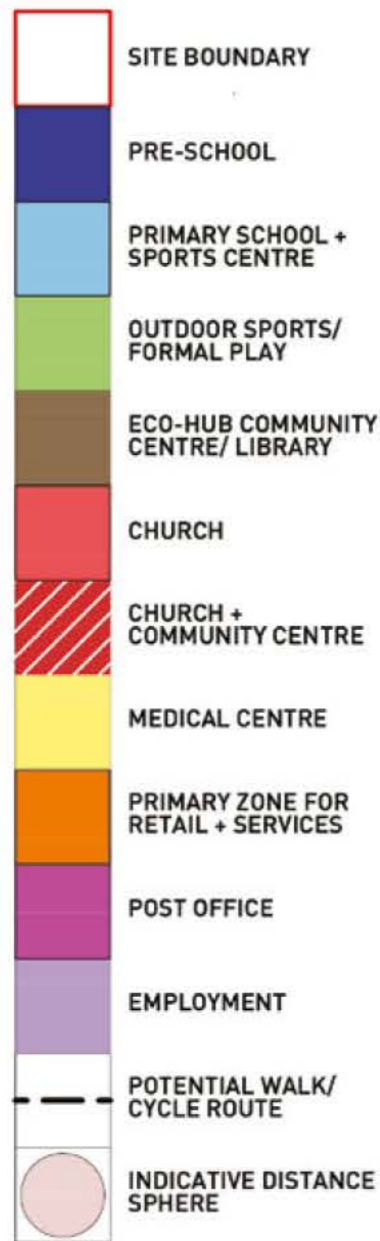 SITE BOUNDARY
PRE-SCHOOL
PRIMARY SCHOOL +
SPORTS CENTRE
OUTDOOR SPORTS/
FORMAL PLAY
ECO-HUB COMMUNITY
CENTRE/ LIBRARY
CHURCH
CHURCH +
COMMUNITY CENTRE
MEDICAL CENTRE
PRIMARY ZONE FOR
RETAIL + SERVICES
POST OFFICE
EMPLOYMENT
POTENTIAL WALK/
CYCLE ROUTE
INDICATIVE DISTANCE
SPHERE